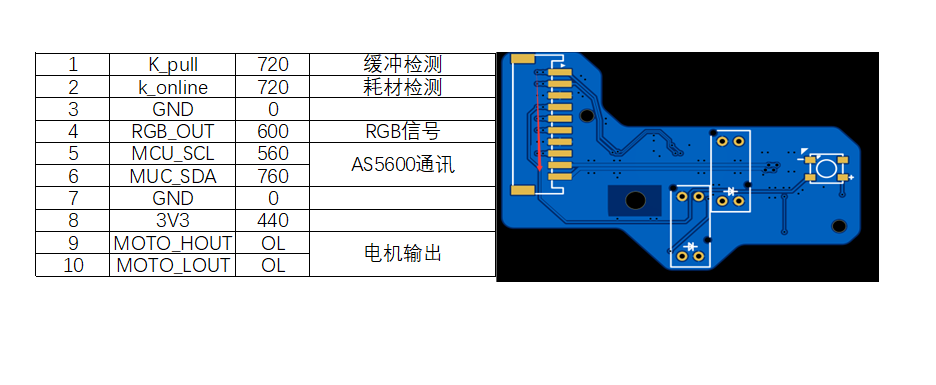 1 K_pull 720 缓冲检测
2 k_online 720 耗材检测
3 GND 0
4 RGB_OUT 600 RGB信号
5 MCU_SCL 560 AS5600通讯
6 MUC_SDA 760
7 GND 0
8 3V3 440
9 MOTO_HOUT OL 电机输出
10 MOTO_LOUT OL